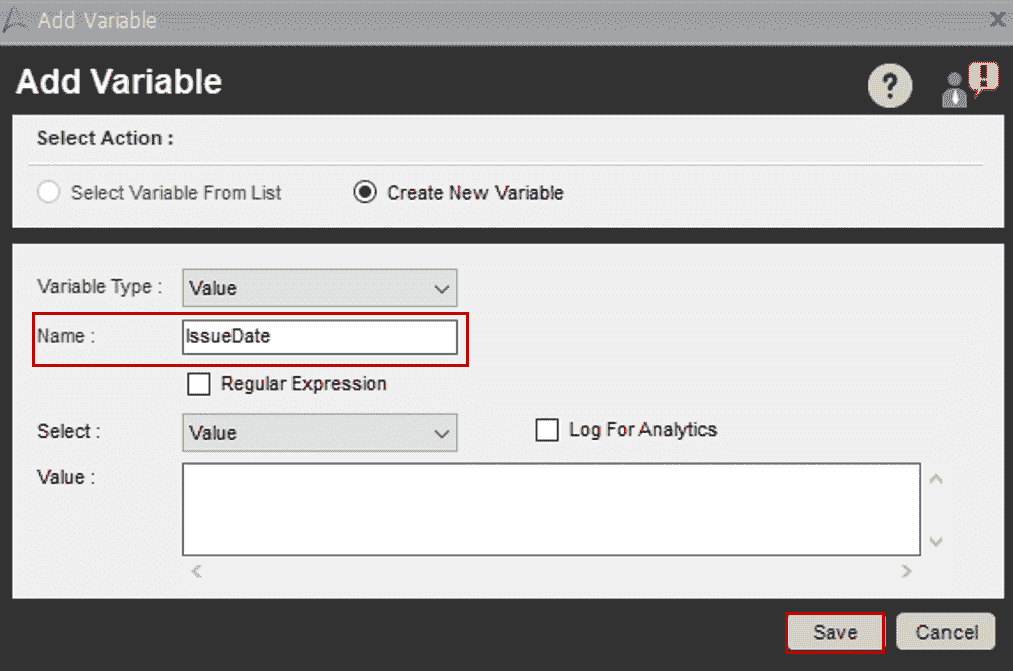 Add Variable
Add Variable
?
!
Select Action :
Select Variable From List
Create New Variable
Variable Type : Value
Name : IssueDate
Regular Expression
Select : Value
Log For Analytics
Value :
Save
Cancel